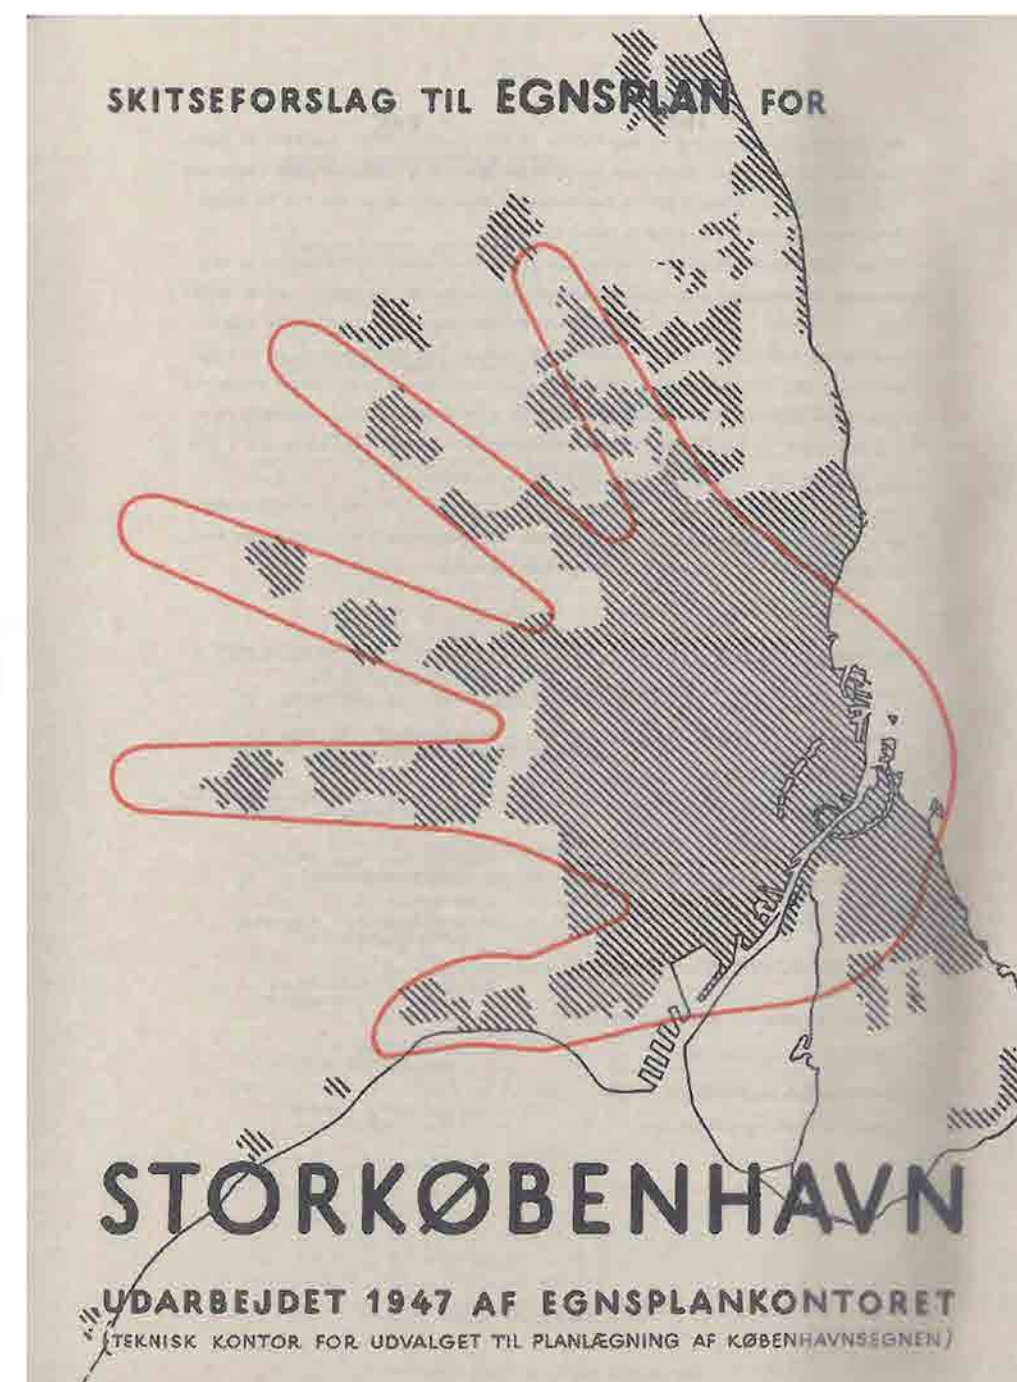 SKITSEFORSLAG TIL EGNSPLAN FOR
STORKØBENHAVN
UDARBEJDET 1947 AF EGNSPLANKONTORET
(TEKNISK KONTOR FOR UDVALGET TIL PLANLÆGNING AF KØBENHAVNSEGNEN)